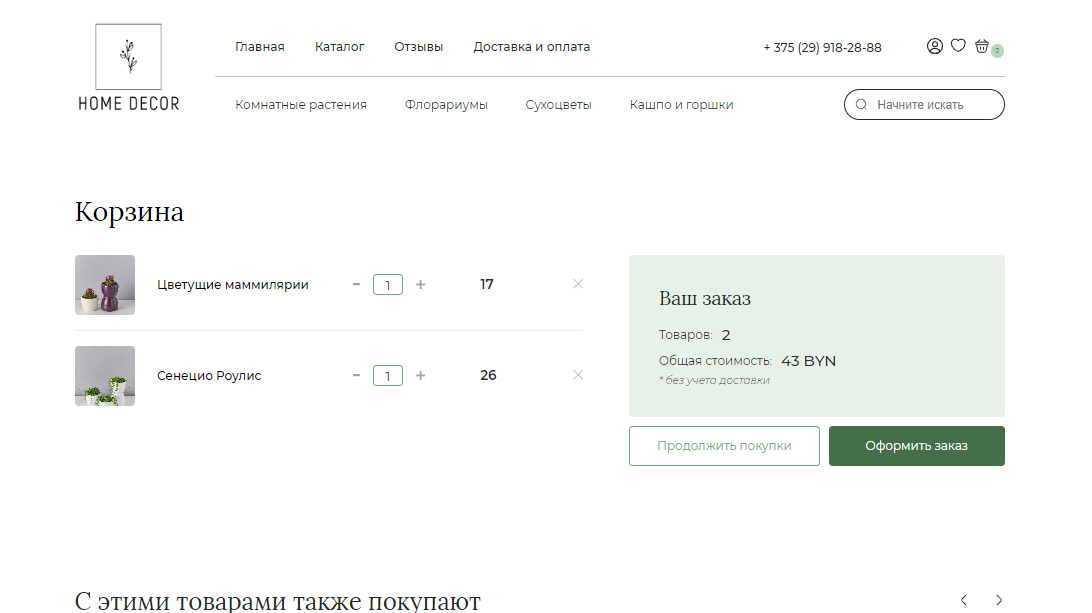 Главная Каталог Отзывы Доставка и оплата + 375 (29) 918-28-88 2
HOME DECOR
Комнатные растения Флорариумы Сухоцветы Кашпо и горшки Начните искать
Корзина
Цветущие маммилярии - 1 + 17 ×
Сенецио Роулис - 1 + 26 ×
Ваш заказ
Товаров: 2
Общая стоимость: 43 BYN
* без учета доставки
Продолжить покупки Оформить заказ
С этими товарами также покупают